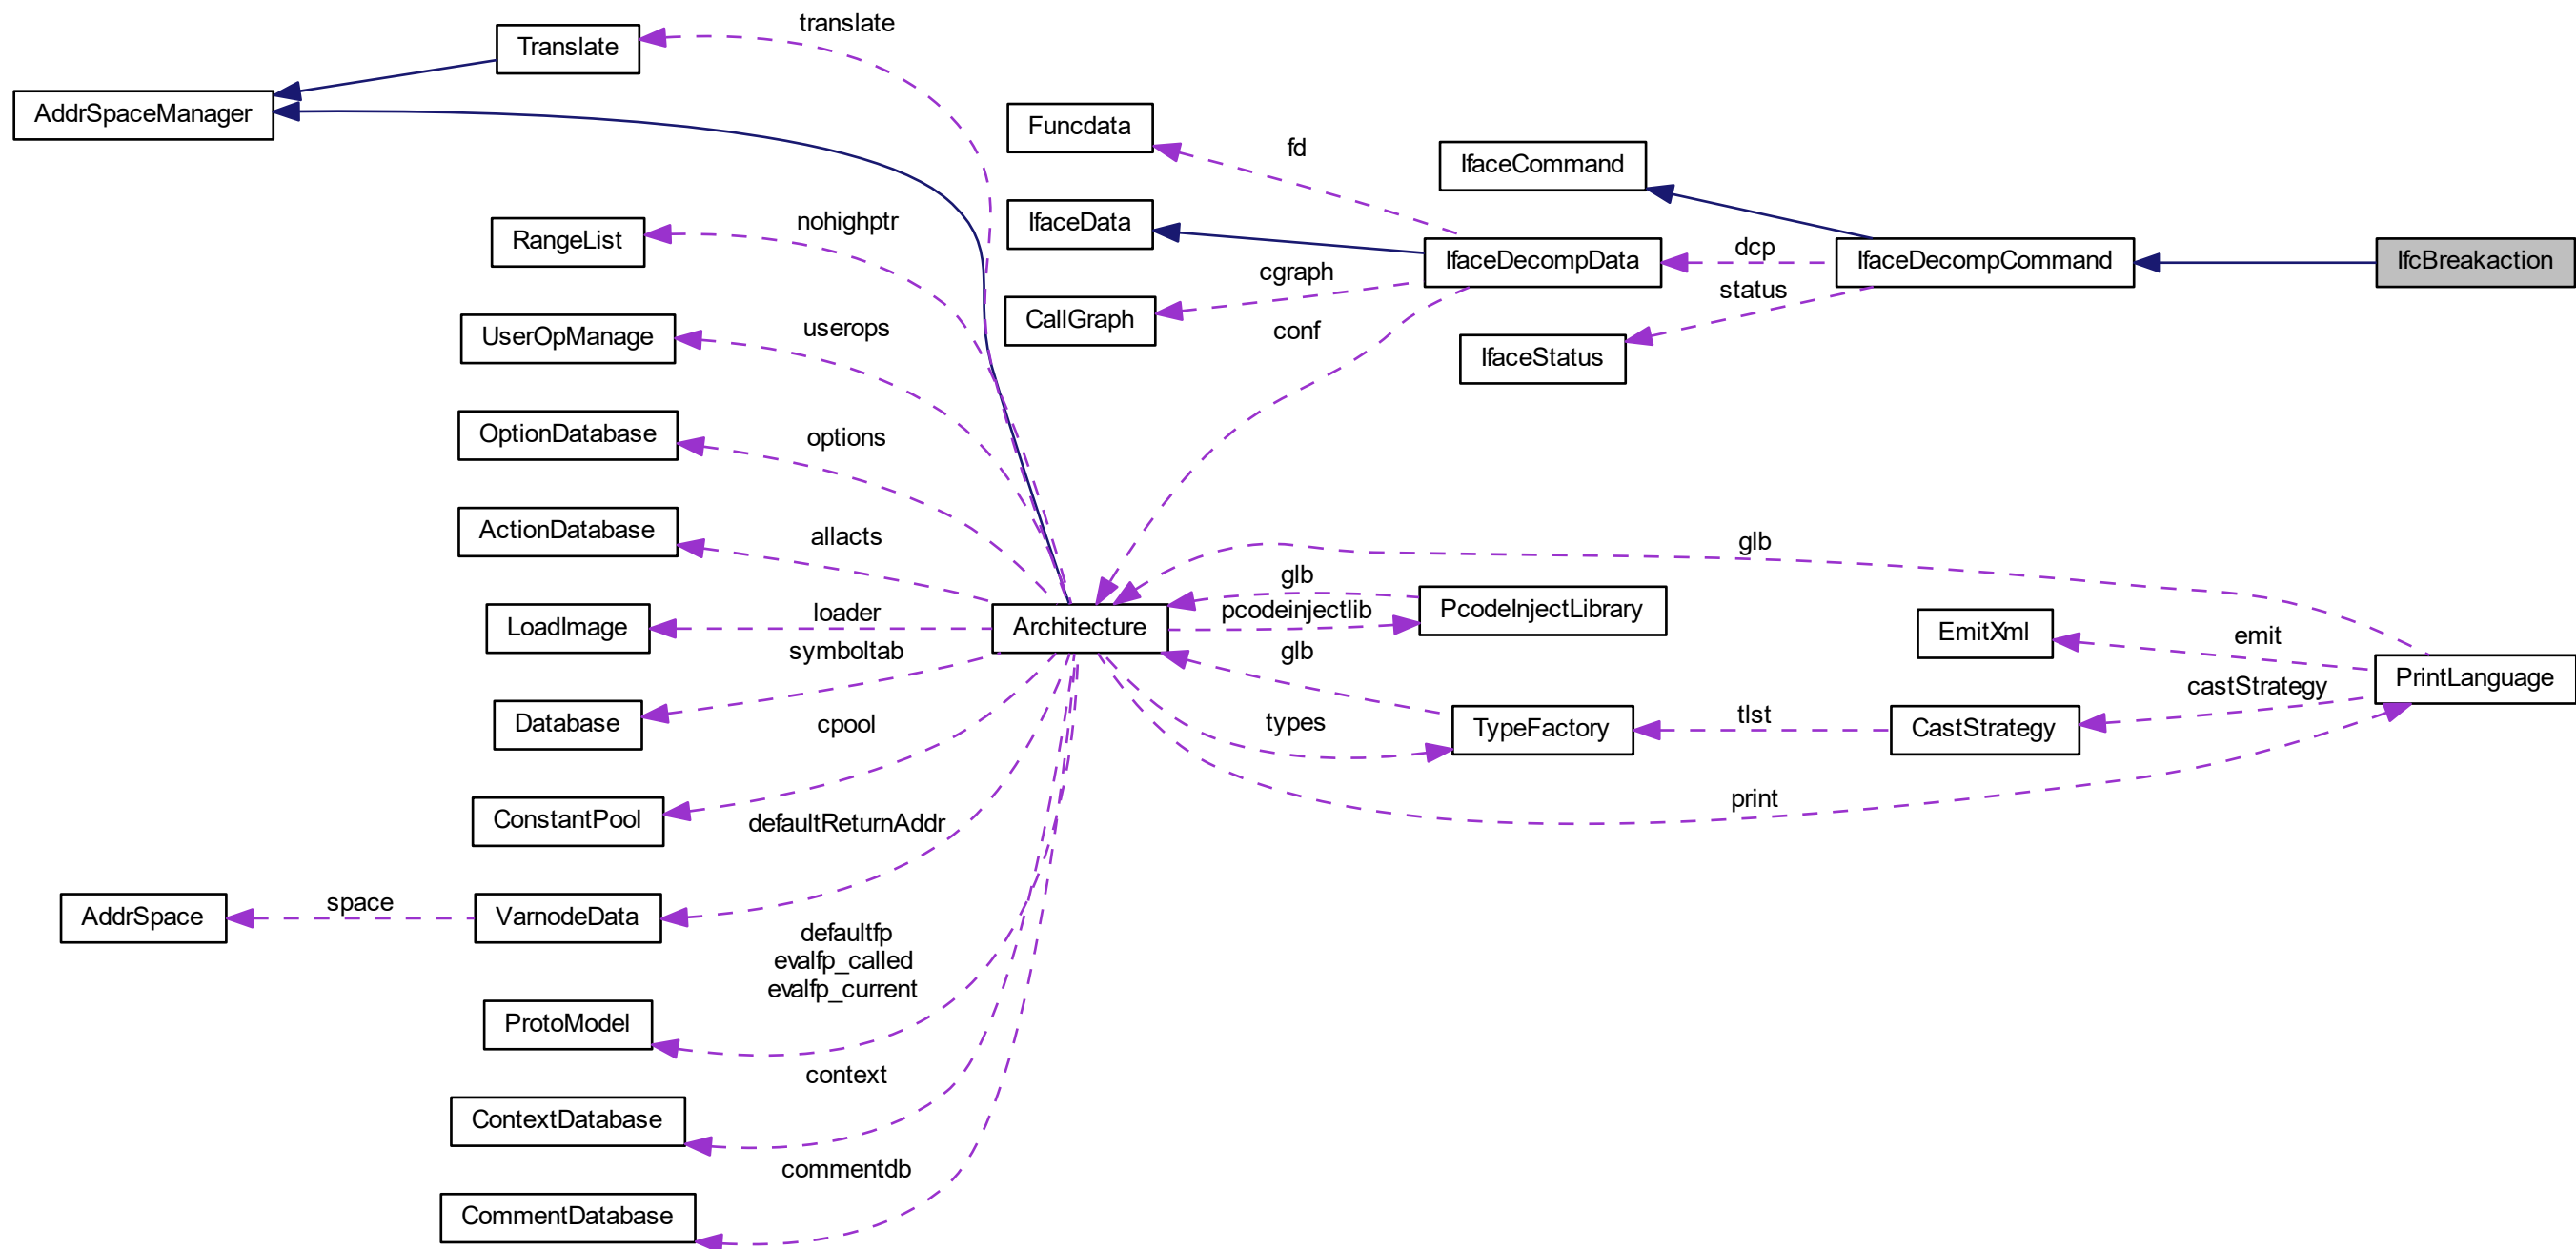 translate
Translate
AddrSpaceManager
Funcdata
fd
IfaceCommand
nohighptr
RangeList
IfaceData
IfaceDecompData
dcp
IfaceDecompCommand
IfcBreakaction
cgraph
status
CallGraph
conf
userops
UserOpManage
IfaceStatus
options
OptionDatabase
allacts
ActionDatabase
glb
glb
loader
LoadImage
Architecture
pcodeinjectlib
PcodeInjectLibrary
EmitXml
emit
symboltab
glb
castStrategy
PrintLanguage
Database
cpool
types
TypeFactory
tlst
CastStrategy
print
ConstantPool
defaultReturnAddr
AddrSpace
space
VarnodeData
defaultfp
evalfp_called
evalfp_current
ProtoModel
context
ContextDatabase
commentdb
CommentDatabase